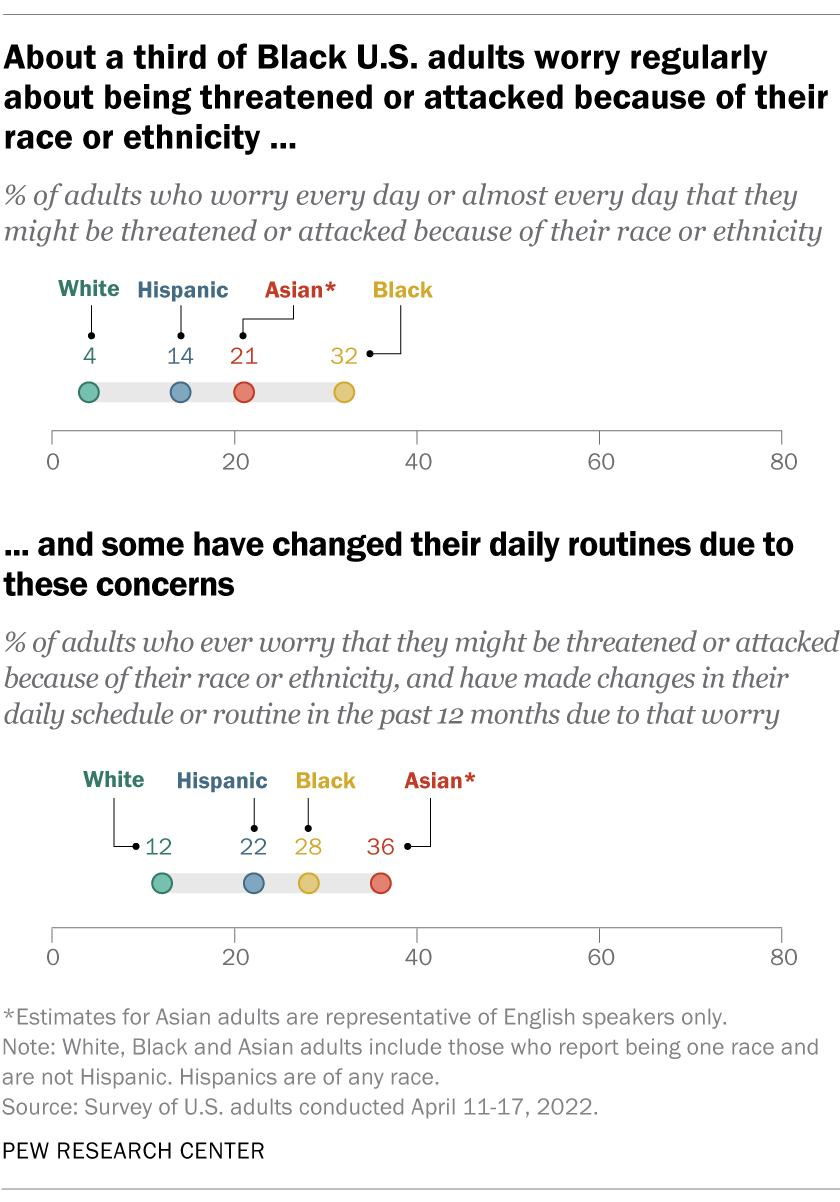 About a third of Black U.S. adults worry regularly
about being threatened or attacked because of their
race or ethnicity ...
% of adults who worry every day or almost every day that they
might be threatened or attacked because of their race or ethnicity
White Hispanic Asian* Black
4 14 21 32
0 20 40 60 80
... and some have changed their daily routines due to
these concerns
% of adults who ever worry that they might be threatened or attacked
because of their race or ethnicity, and have made changes in their
daily schedule or routine in the past 12 months due to that worry
White Hispanic Black Asian*
12 22 28 36
0 20 40 60 80
*Estimates for Asian adults are representative of English speakers only.
Note: White, Black and Asian adults include those who report being one race and
are not Hispanic. Hispanics are of any race.
Source: Survey of U.S. adults conducted April 11-17, 2022.
PEW RESEARCH CENTER